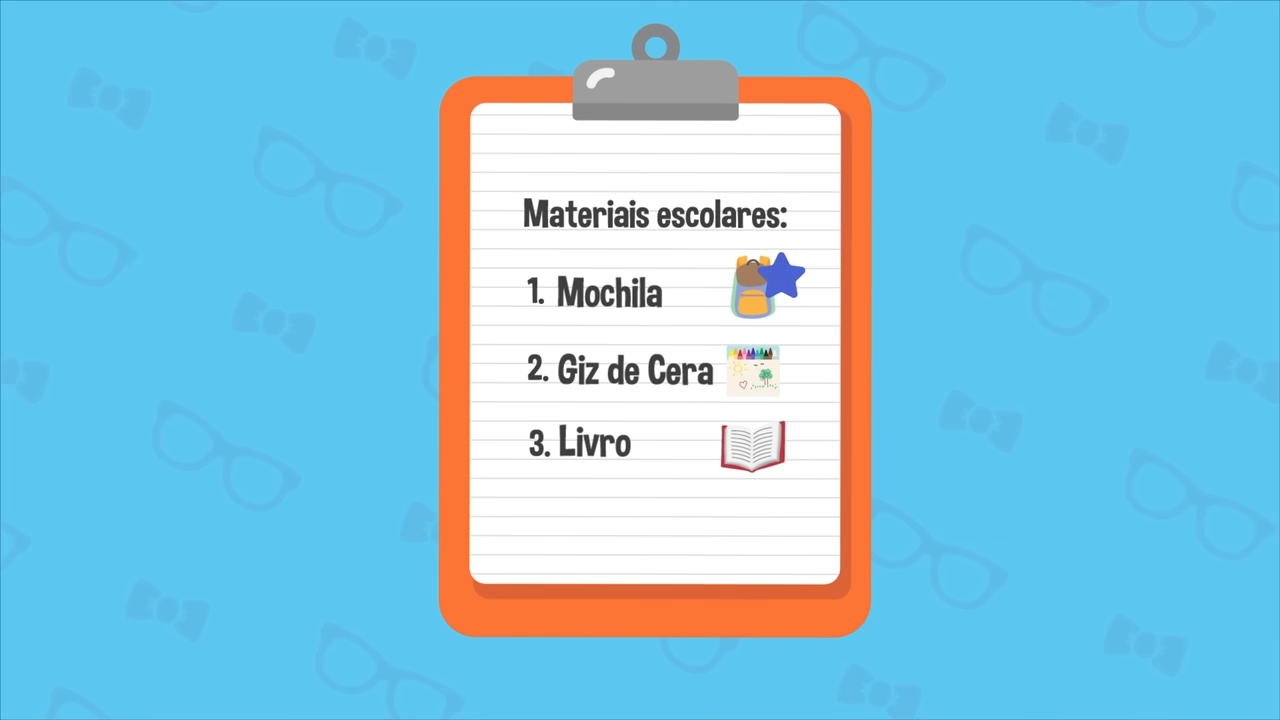 Materiais escolares:
1. Mochila
2. Giz de Cera
3. Livro